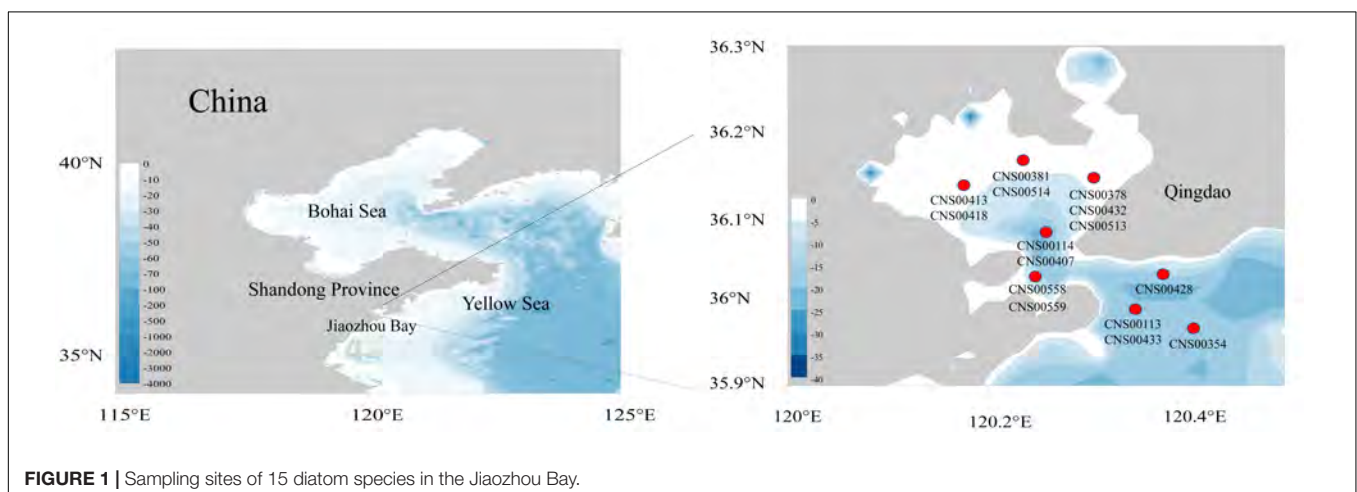 China
40°N
35°N
115°E
120°E
125°E
Bohai Sea
Shandong Province
Yellow Sea
Jiaozhou Bay
0
-10
-20
-30
-40
-50
-60
-70
-100
-500
-1000
-2000
-4000
36.3°N
36.2°N
36.1°N
36°N
35.9°N
120°E
120.2°E
120.4°E
0
-5
-10
-15
-20
-25
-30
-35
-40
CNS00413
CNS00418
CNS00381
CNS00514
CNS00378
CNS00432
CNS00513
Qingdao
CNS00114
CNS00407
CNS00558
CNS00559
CNS00428
CNS00113
CNS00433
CNS00354
FIGURE 1 | Sampling sites of 15 diatom species in the Jiaozhou Bay.